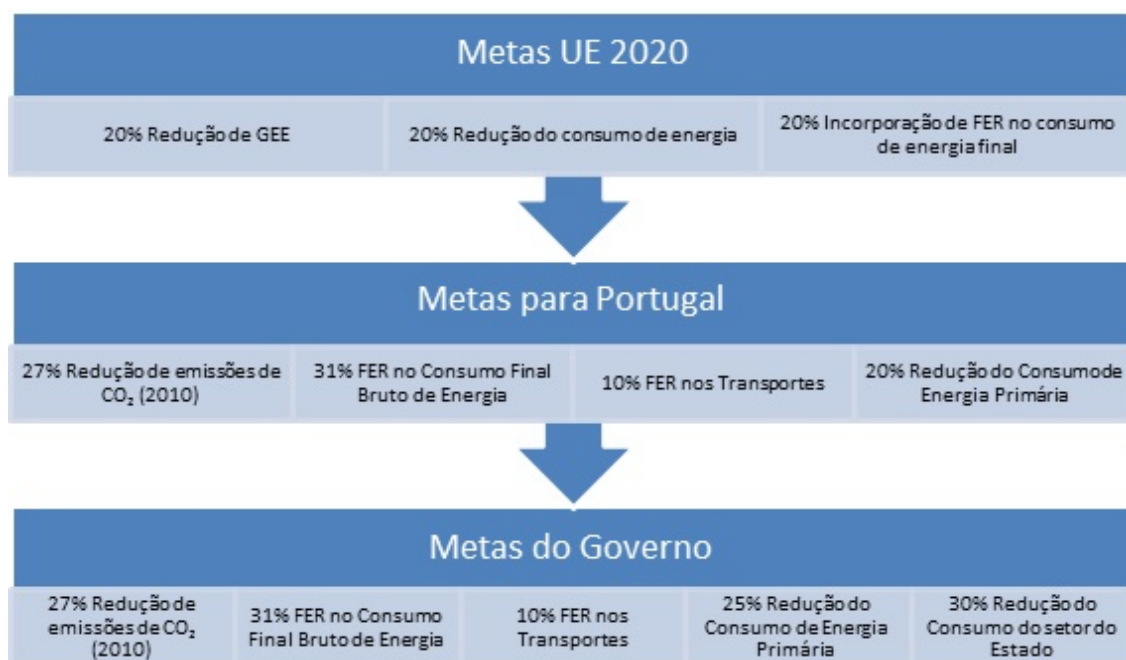 Metas UE 2020
20% Redução de GEE
20% Redução do consumo de energia
20% Incorporação de FER no consumo
de energia final
Metas para Portugal
27% Redução de emissões de
CO₂ (2010)
31% FER no Consumo Final
Bruto de Energia
10% FER nos Transportes
20% Redução do Consumo de
Energia Primária
Metas do Governo
27% Redução de
emissões de CO₂
(2010)
31% FER no Consumo
Final Bruto de Energia
10% FER nos
Transportes
25% Redução do
Consumo de Energia
Primária
30% Redução do
Consumo do setor do
Estado